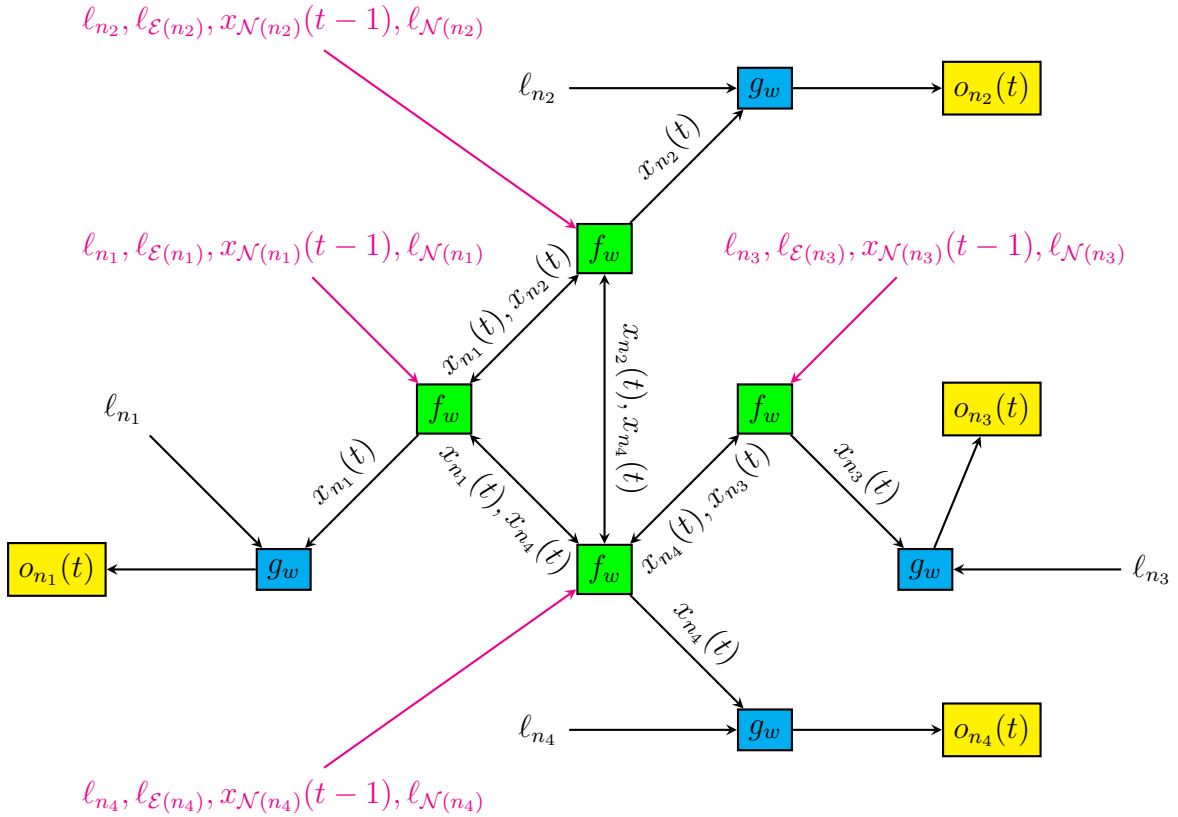 ℓ_{n_2}, ℓ_{ℰ(n_2)}, x_{𝒩(n_2)}(t − 1), ℓ_{𝒩(n_2)}
ℓ_{n_2}
g_w
o_{n_2}(t)
x_{n_2}(t)
ℓ_{n_1}, ℓ_{ℰ(n_1)}, x_{𝒩(n_1)}(t − 1), ℓ_{𝒩(n_1)}
f_w
ℓ_{n_3}, ℓ_{ℰ(n_3)}, x_{𝒩(n_3)}(t − 1), ℓ_{𝒩(n_3)}
x_{n_1}(t), x_{n_2}(t)
x_{n_2}(t), x_{n_4}(t)
ℓ_{n_1}
f_w
f_w
o_{n_3}(t)
x_{n_1}(t)
x_{n_1}(t), x_{n_4}(t)
x_{n_4}(t), x_{n_3}(t)
x_{n_3}(t)
o_{n_1}(t)
g_w
f_w
g_w
ℓ_{n_3}
x_{n_4}(t)
ℓ_{n_4}
g_w
o_{n_4}(t)
ℓ_{n_4}, ℓ_{ℰ(n_4)}, x_{𝒩(n_4)}(t − 1), ℓ_{𝒩(n_4)}